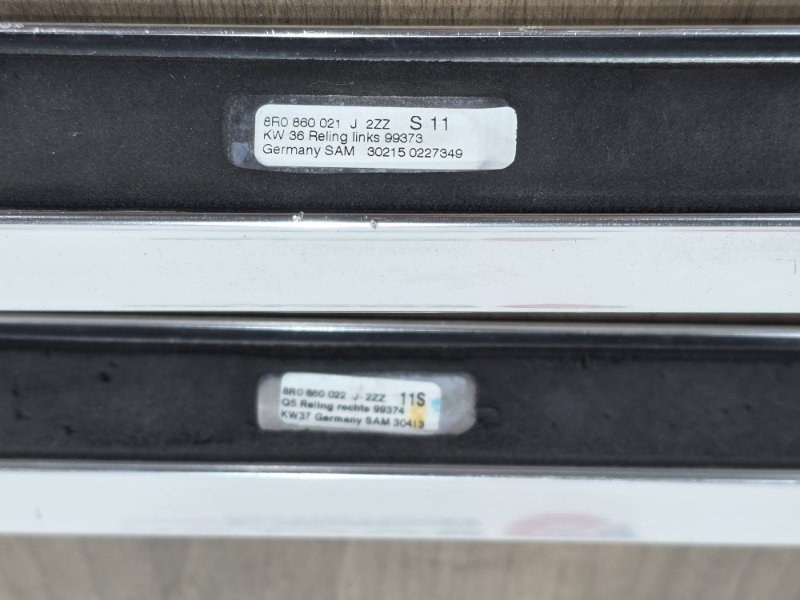 8R0 860 021 J 2ZZ S 11
KW 36 Reling links 99373
Germany SAM 30215 0227349
8R0 860 022 J 2ZZ 11S
Q5 Reling rechts 99374
KW37 Germany SAM 30413